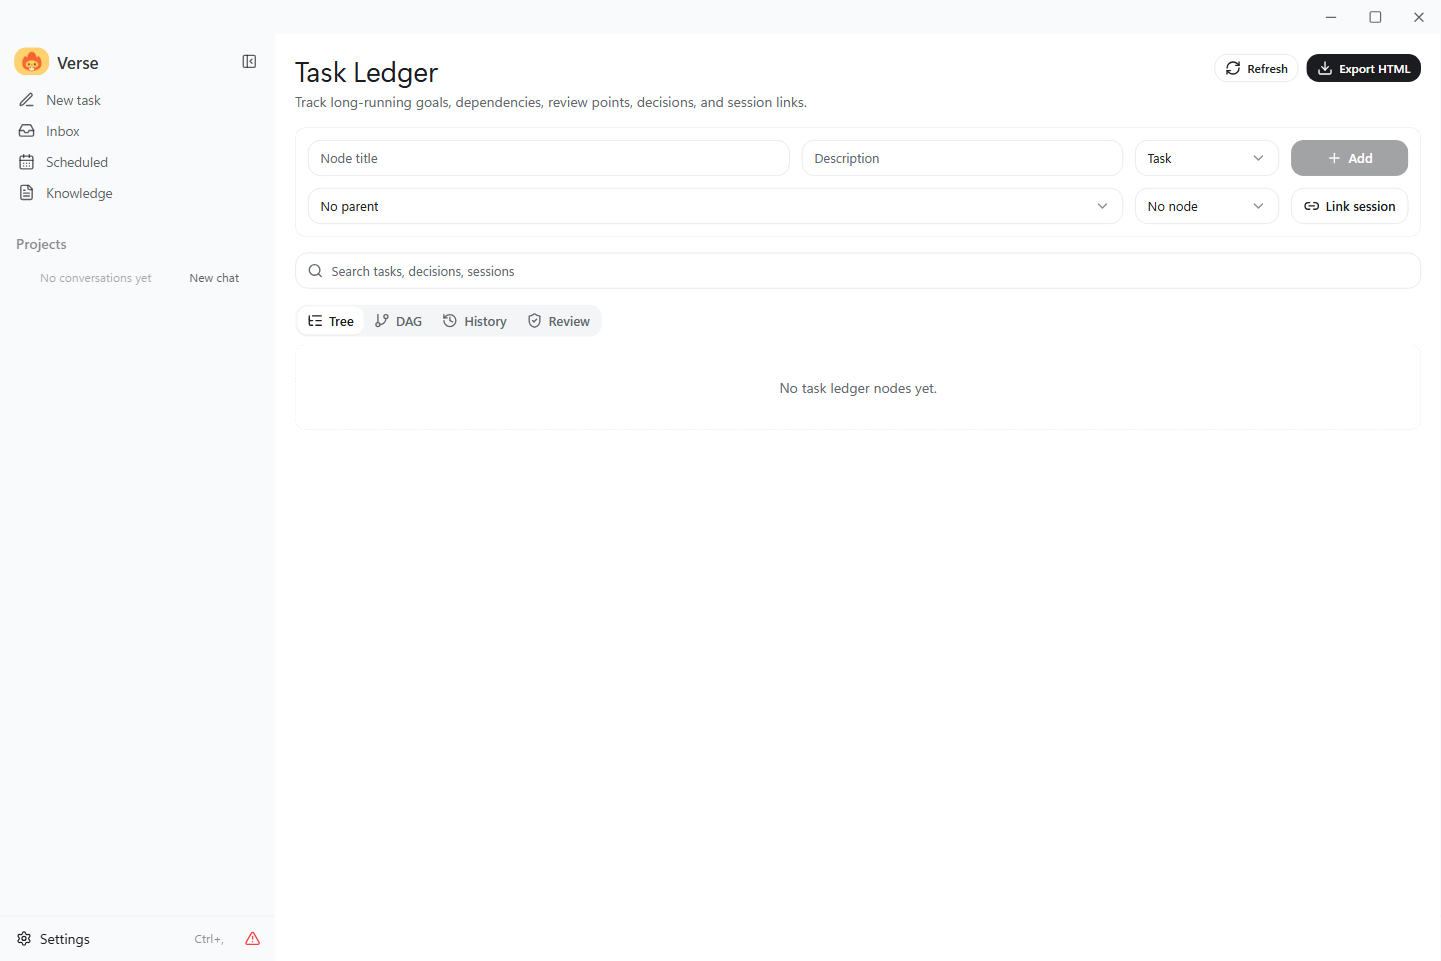 Verse
New task
Inbox
Scheduled
Knowledge
Projects
No conversations yet
New chat
Settings
Ctrl+,
Task Ledger
Track long-running goals, dependencies, review points, decisions, and session links.
Refresh
Export HTML
Node title
Description
Task
Add
No parent
No node
Link session
Search tasks, decisions, sessions
Tree
DAG
History
Review
No task ledger nodes yet.